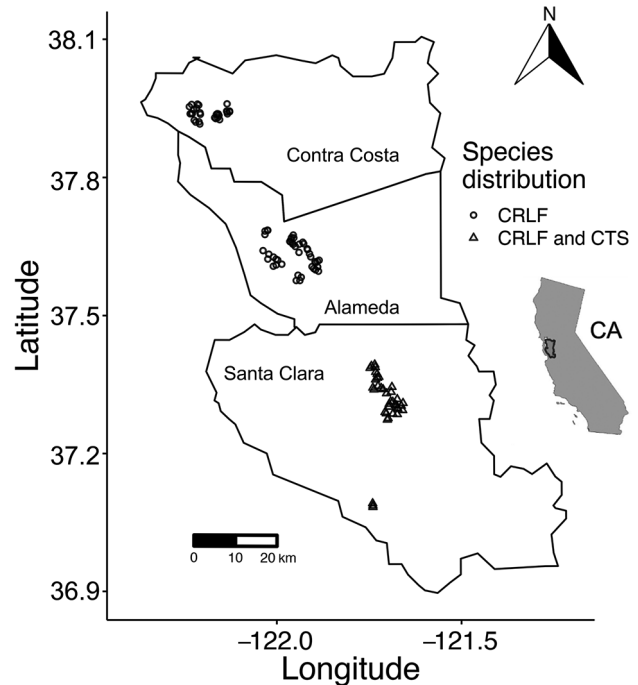 N
38.1
Contra Costa
Species
distribution
37.8
CRLF
CRLF and CTS
Latitude
Alameda
37.5
CA
Santa Clara
37.2
0 10 20 km
36.9
−122.0 −121.5
Longitude